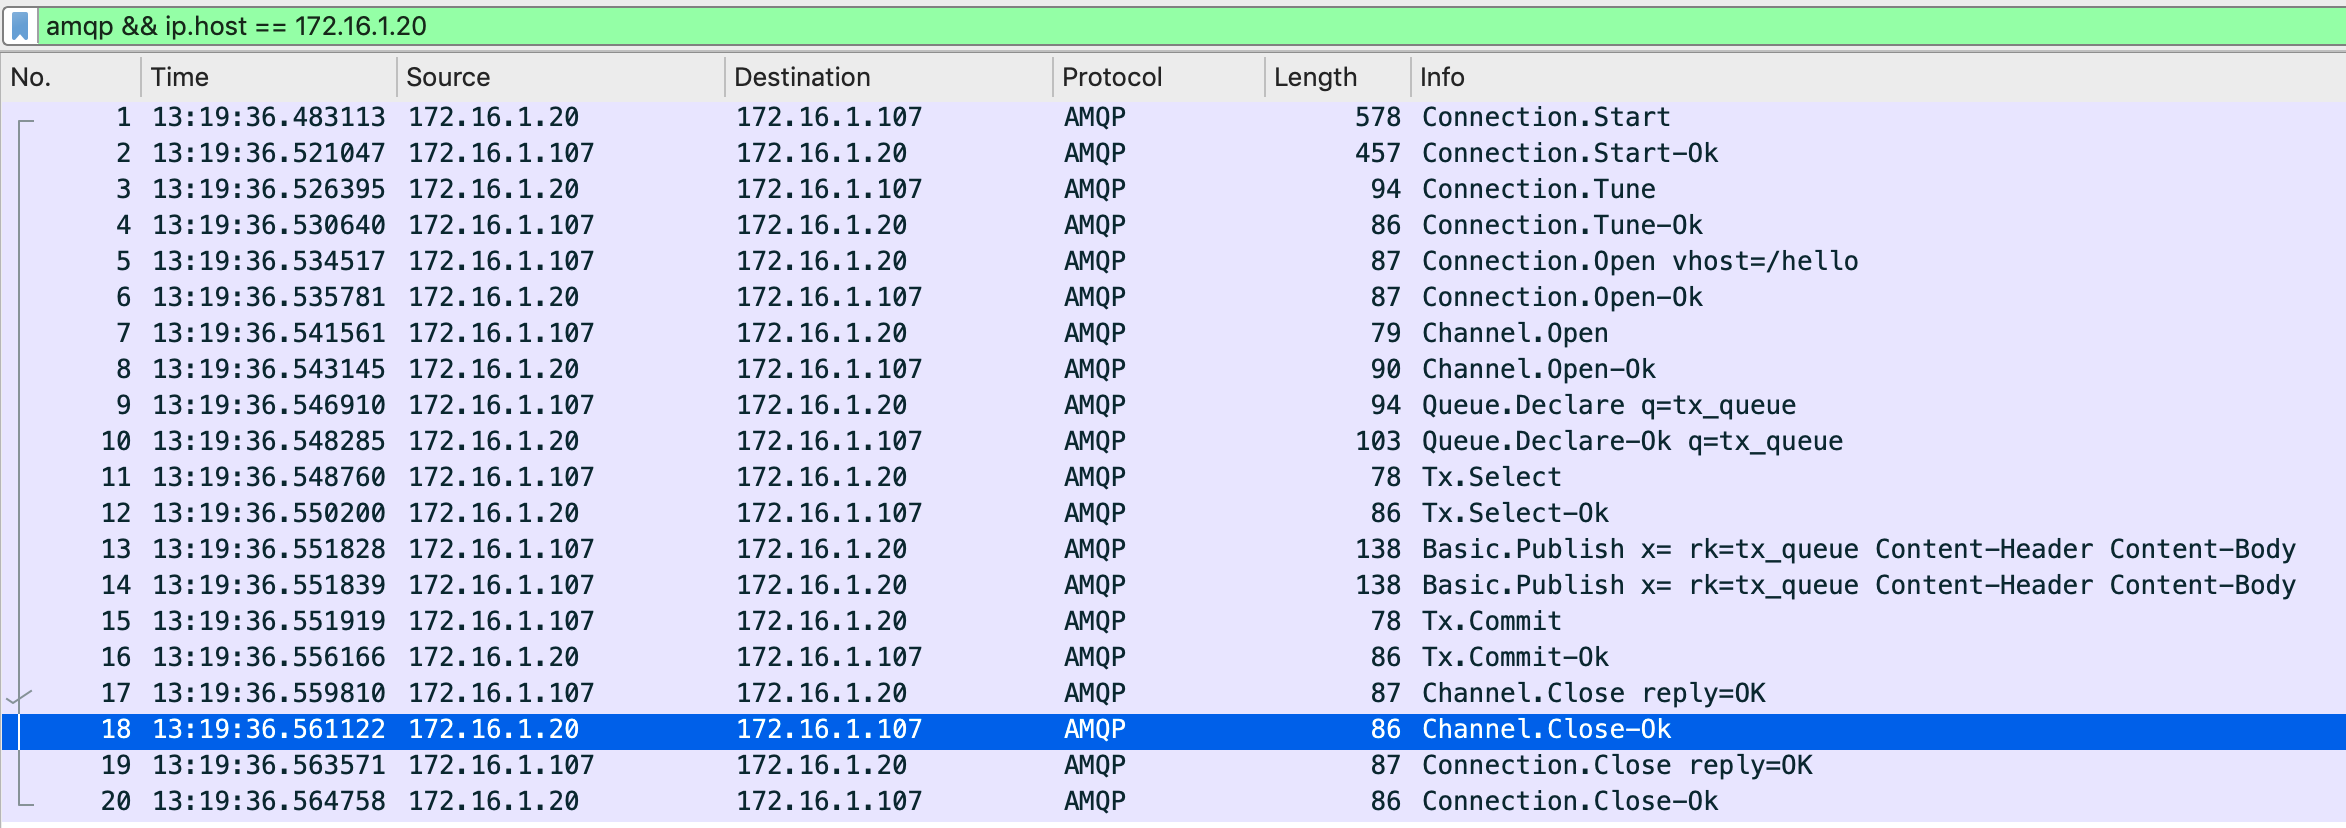 amqp && ip.host == 172.16.1.20
No. Time Source Destination Protocol Length Info
1 13:19:36.483113 172.16.1.20 172.16.1.107 AMQP 578 Connection.Start
2 13:19:36.521047 172.16.1.107 172.16.1.20 AMQP 457 Connection.Start-Ok
3 13:19:36.526395 172.16.1.20 172.16.1.107 AMQP 94 Connection.Tune
4 13:19:36.530640 172.16.1.107 172.16.1.20 AMQP 86 Connection.Tune-Ok
5 13:19:36.534517 172.16.1.107 172.16.1.20 AMQP 87 Connection.Open vhost=/hello
6 13:19:36.535781 172.16.1.20 172.16.1.107 AMQP 87 Connection.Open-Ok
7 13:19:36.541561 172.16.1.107 172.16.1.20 AMQP 79 Channel.Open
8 13:19:36.543145 172.16.1.20 172.16.1.107 AMQP 90 Channel.Open-Ok
9 13:19:36.546910 172.16.1.107 172.16.1.20 AMQP 94 Queue.Declare q=tx_queue
10 13:19:36.548285 172.16.1.20 172.16.1.107 AMQP 103 Queue.Declare-Ok q=tx_queue
11 13:19:36.548760 172.16.1.107 172.16.1.20 AMQP 78 Tx.Select
12 13:19:36.550200 172.16.1.20 172.16.1.107 AMQP 86 Tx.Select-Ok
13 13:19:36.551828 172.16.1.107 172.16.1.20 AMQP 138 Basic.Publish x= rk=tx_queue Content-Header Content-Body
14 13:19:36.551839 172.16.1.107 172.16.1.20 AMQP 138 Basic.Publish x= rk=tx_queue Content-Header Content-Body
15 13:19:36.551919 172.16.1.107 172.16.1.20 AMQP 78 Tx.Commit
16 13:19:36.556166 172.16.1.20 172.16.1.107 AMQP 86 Tx.Commit-Ok
17 13:19:36.559810 172.16.1.107 172.16.1.20 AMQP 87 Channel.Close reply=OK
18 13:19:36.561122 172.16.1.20 172.16.1.107 AMQP 86 Channel.Close-Ok
19 13:19:36.563571 172.16.1.107 172.16.1.20 AMQP 87 Connection.Close reply=OK
20 13:19:36.564758 172.16.1.20 172.16.1.107 AMQP 86 Connection.Close-Ok